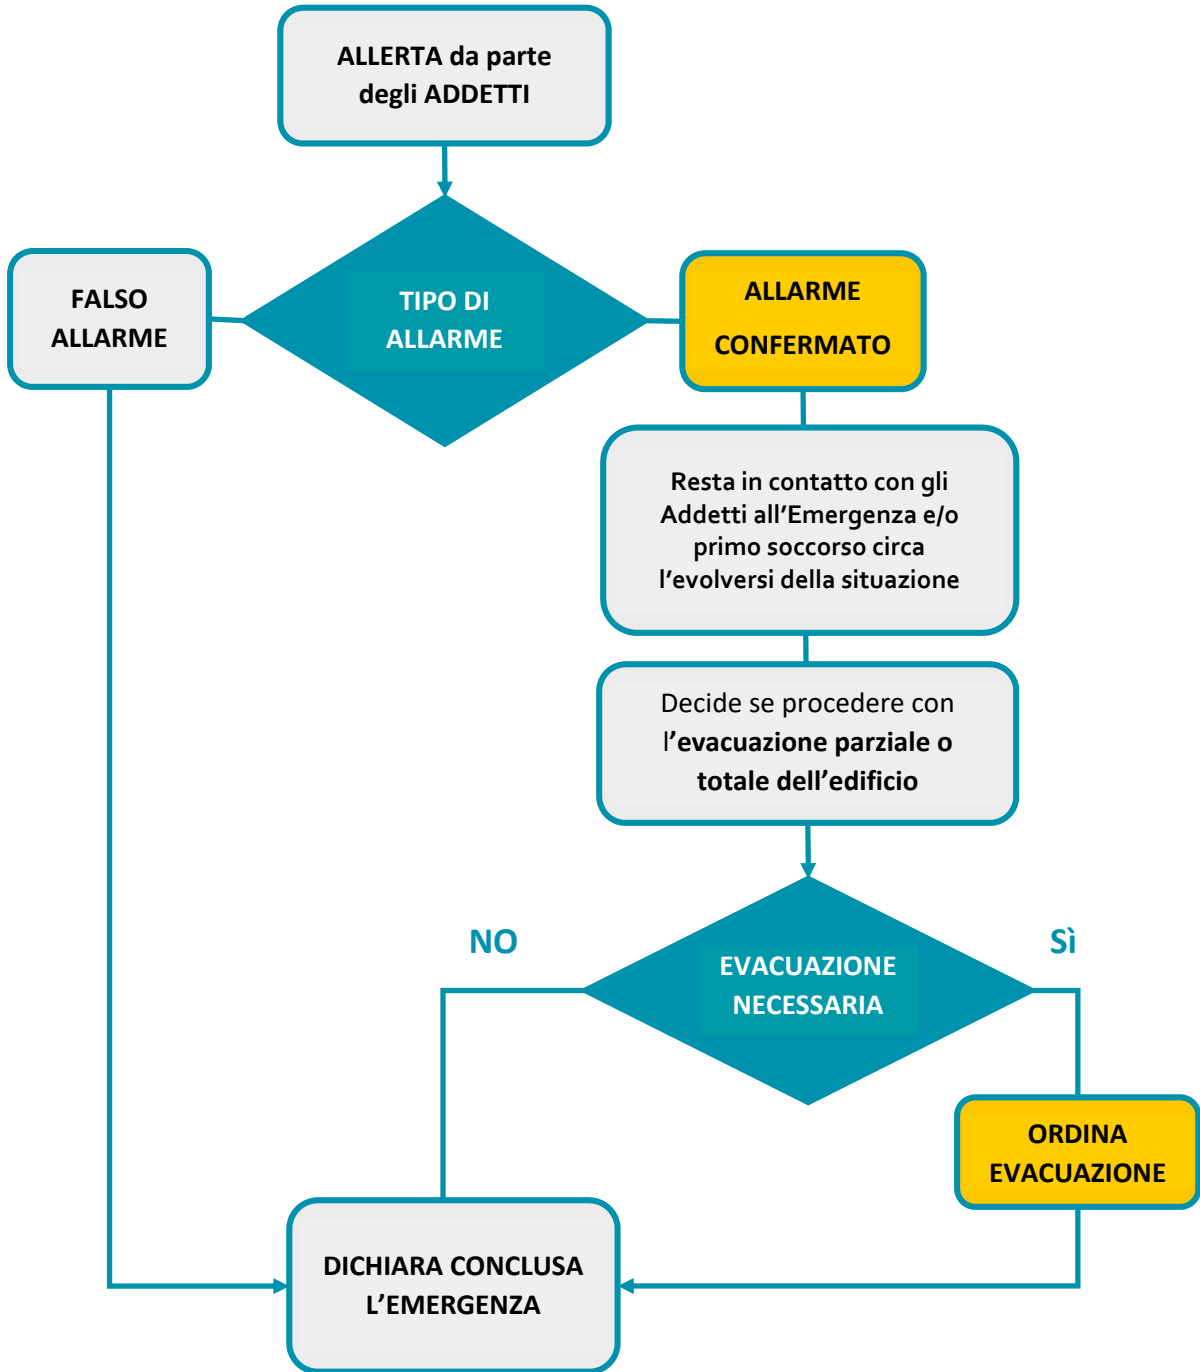 ALLERTA da parte
degli ADDETTI
FALSO
ALLARME
TIPO DI
ALLARME
ALLARME
CONFERMATO
Resta in contatto con gli
Addetti all’Emergenza e/o
primo soccorso circa
l’evolversi della situazione
Decide se procedere con
l’evacuazione parziale o
totale dell’edificio
NO
Sì
EVACUAZIONE
NECESSARIA
ORDINA
EVACUAZIONE
DICHIARA CONCLUSA
L’EMERGENZA